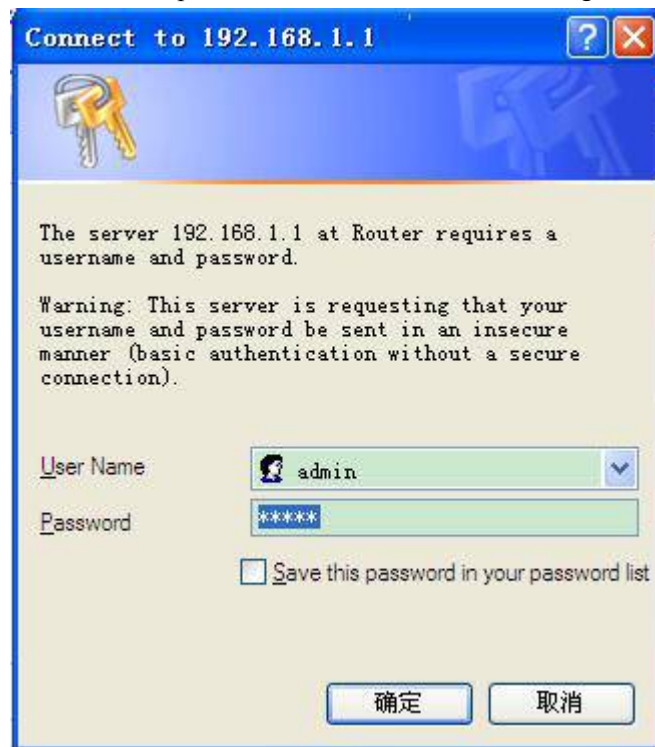 Connect to 192.168.1.1
The server 192.168.1.1 at Router requires a
username and password.
Warning: This server is requesting that your
username and password be sent in an insecure
manner (basic authentication without a secure
connection).
User Name
admin
Password
*****
Save this password in your password list
确定 取消